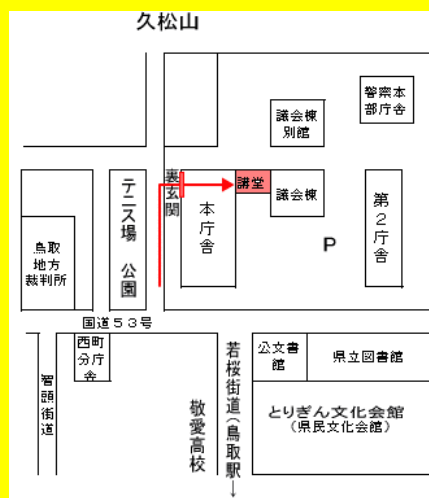 久松山
警察本
部庁舎
議会棟
別館
裏玄関
講堂
議会棟
本庁舎
第2庁舎
P
テニス場 公園
鳥取
地方
裁判所
国道53号
西町
分庁
舎
智頭街道
敬愛高校
若桜街道(鳥取駅)
↓
公文書
館
県立図書館
とりぎん文化会館
(県民文化会館)